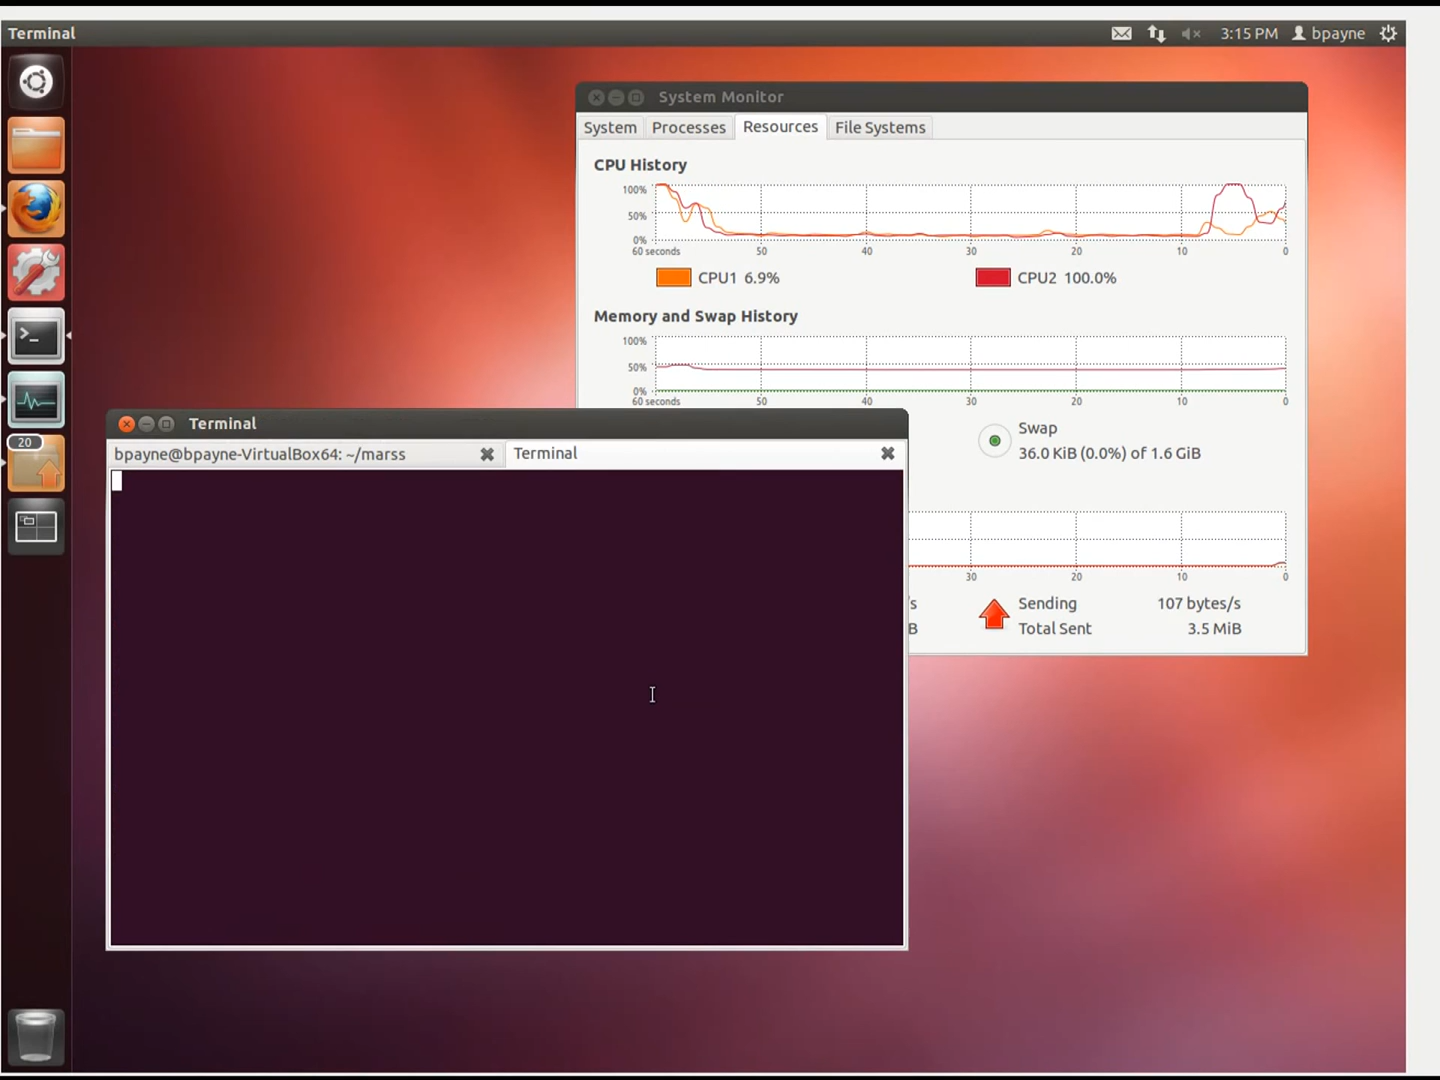 Terminal
3:15 PM bpayne
System Monitor
System Processes Resources File Systems
CPU History
100%
50%
0%
60 seconds 50 40 30 20 10 0
CPU1 6.9% CPU2 100.0%
Memory and Swap History
100%
50%
0%
60 seconds 50 40 30 20 10 0
20
Terminal
bpayne@bpayne-VirtualBox64: ~/marss Terminal
>_
Swap
36.0 KiB (0.0%) of 1.6 GiB
30 20 10 0
/s Sending 107 bytes/s
B Total Sent 3.5 MiB